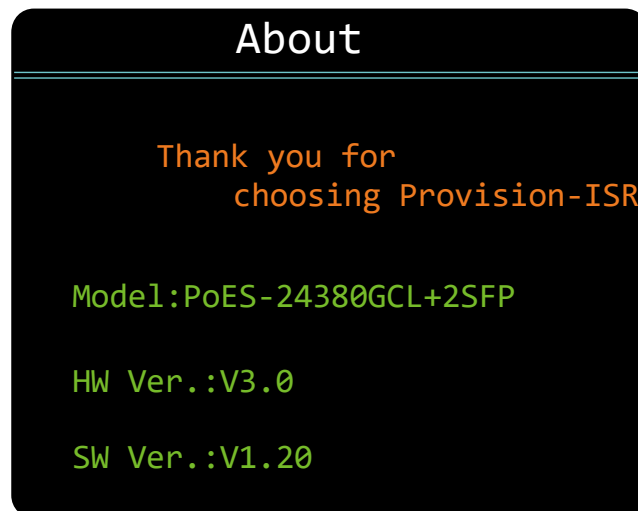 About
Thank you for
choosing Provision-ISR
Model:PoES-24380GCL+2SFP
HW Ver.:V3.0
SW Ver.:V1.20